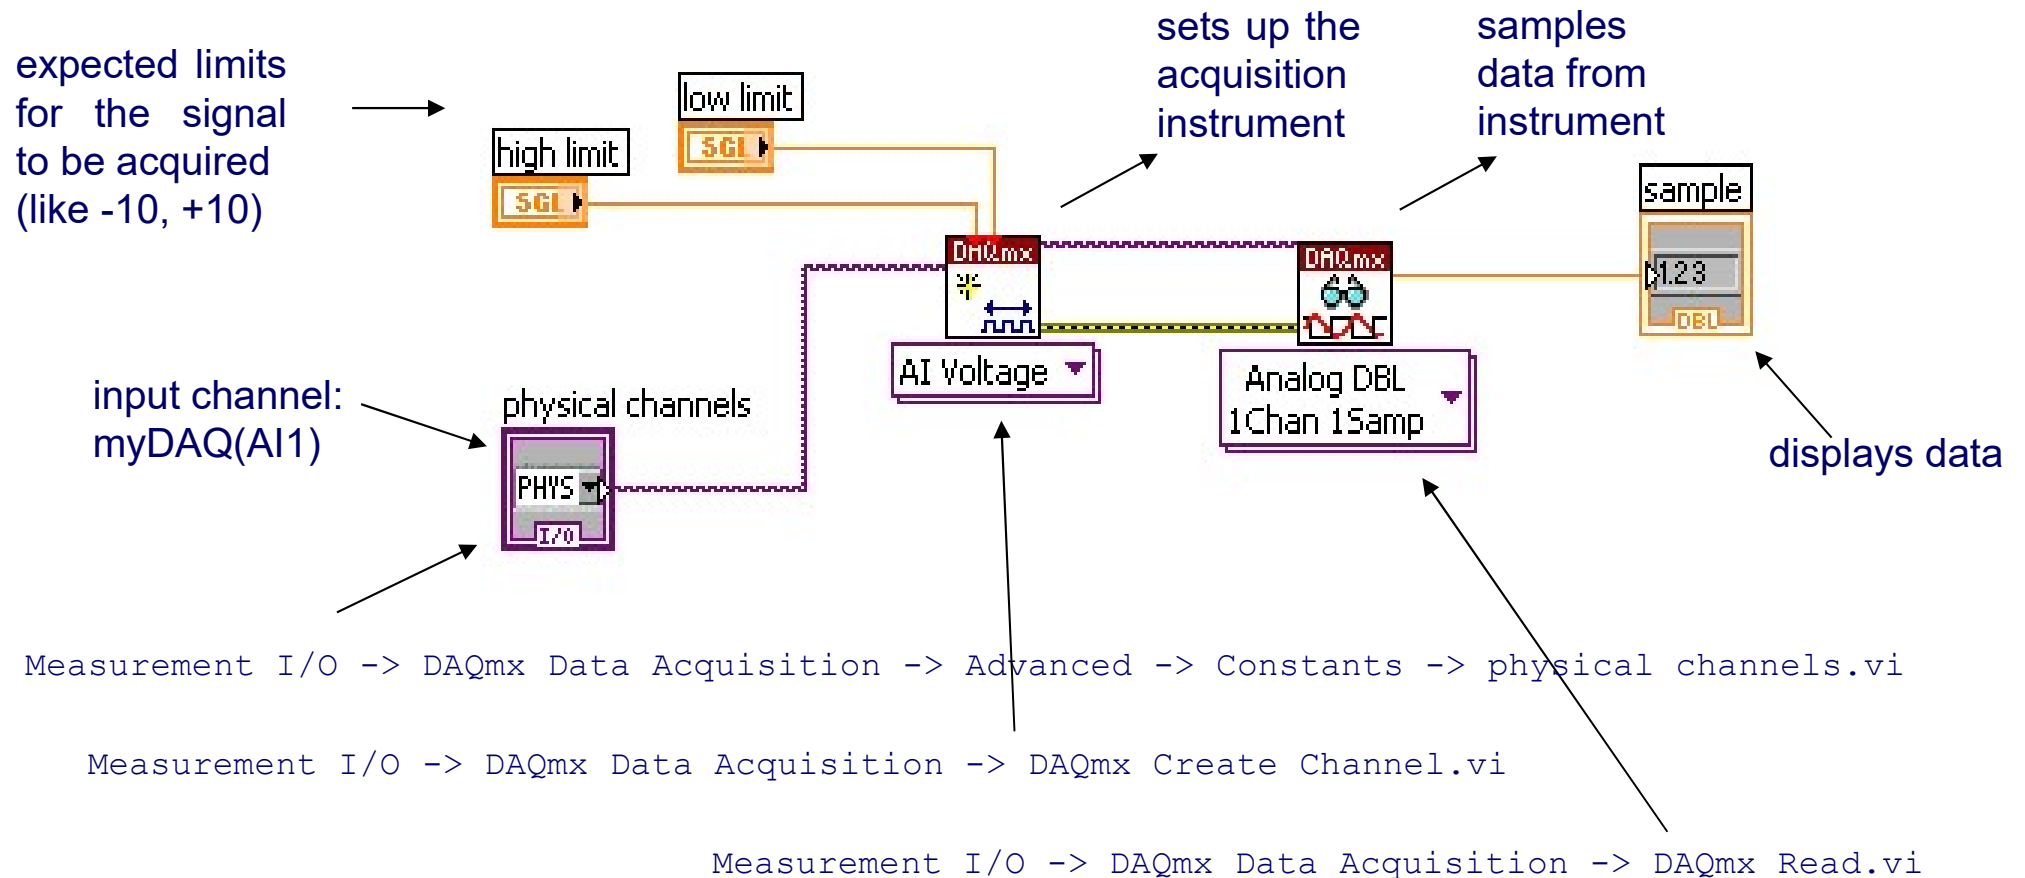 expected limits
for the signal
to be acquired
(like -10, +10)
low limit
SGL
high limit
SGL
sets up the
acquisition
instrument
samples
data from
instrument
sample
1.23
DBL
DAQmx
AI Voltage
DAQmx
Analog DBL
1Chan 1Samp
displays data
input channel:
myDAQ(AI1)
physical channels
PHYS
I/O
Measurement I/O -> DAQmx Data Acquisition -> Advanced -> Constants -> physical channels.vi
Measurement I/O -> DAQmx Data Acquisition -> DAQmx Create Channel.vi
Measurement I/O -> DAQmx Data Acquisition -> DAQmx Read.vi